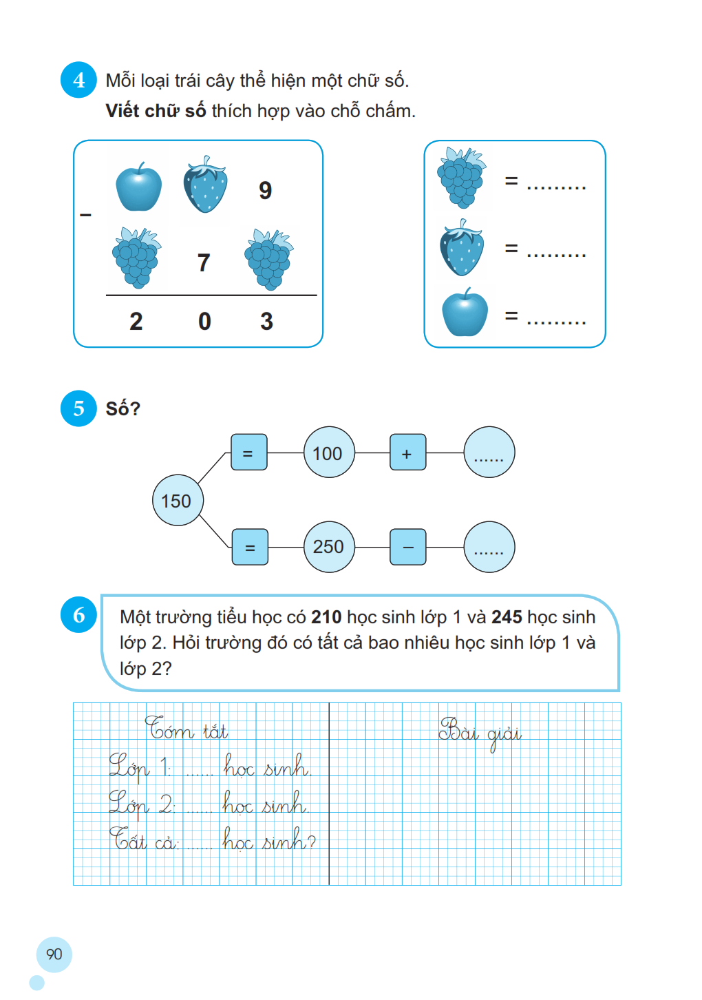 4 Mỗi loại trái cây thể hiện một chữ số.
Viết chữ số thích hợp vào chỗ chấm.
9
–
7
2 0 3
= .........
= .........
= .........
5 Số?
= 100 + ......
150
= 250 – ......
6 Một trường tiểu học có 210 học sinh lớp 1 và 245 học sinh
lớp 2. Hỏi trường đó có tất cả bao nhiêu học sinh lớp 1 và
lớp 2?
Tóm tắt
Lớp 1: ...... học sinh.
Lớp 2: ...... học sinh.
Tất cả: ...... học sinh?
Bài giải
90